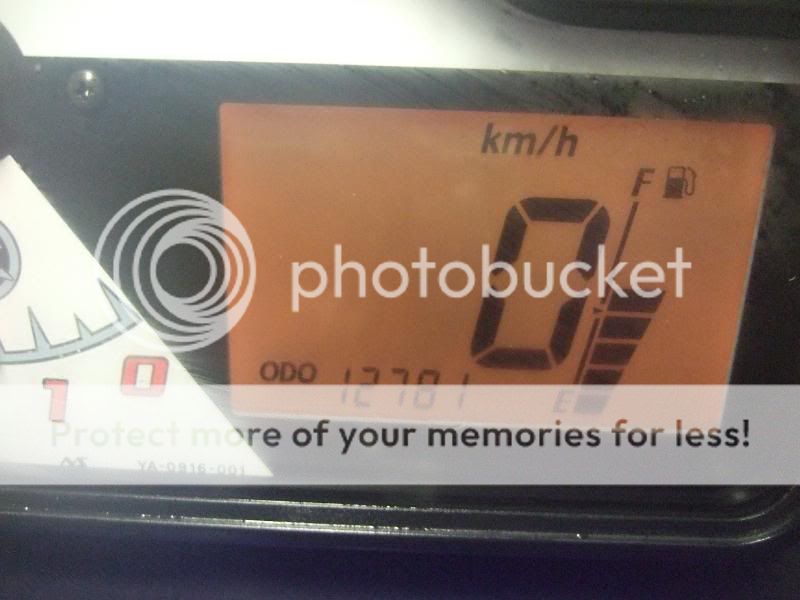 km/h
F
0
ODO 12781
E
1 0
YA-0816-001
photobucket
Protect more of your memories for less!